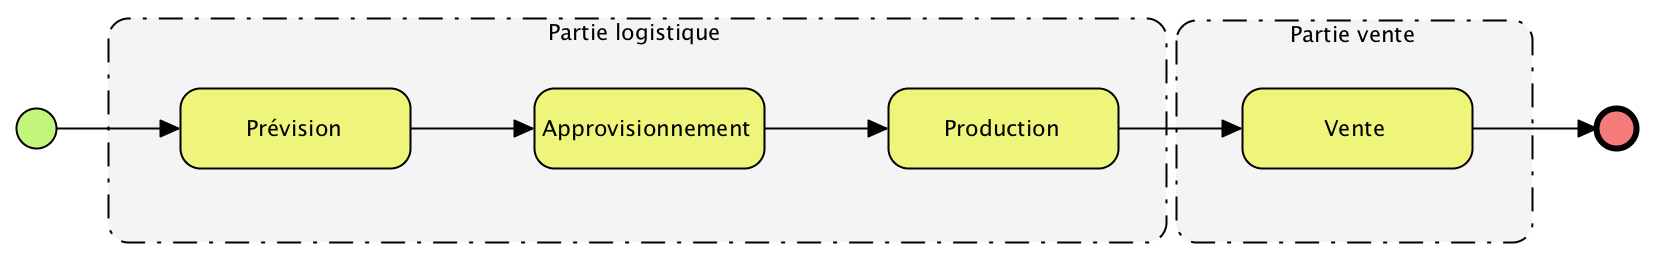 Partie logistique
Partie vente
Prévision
Approvisionnement
Production
Vente